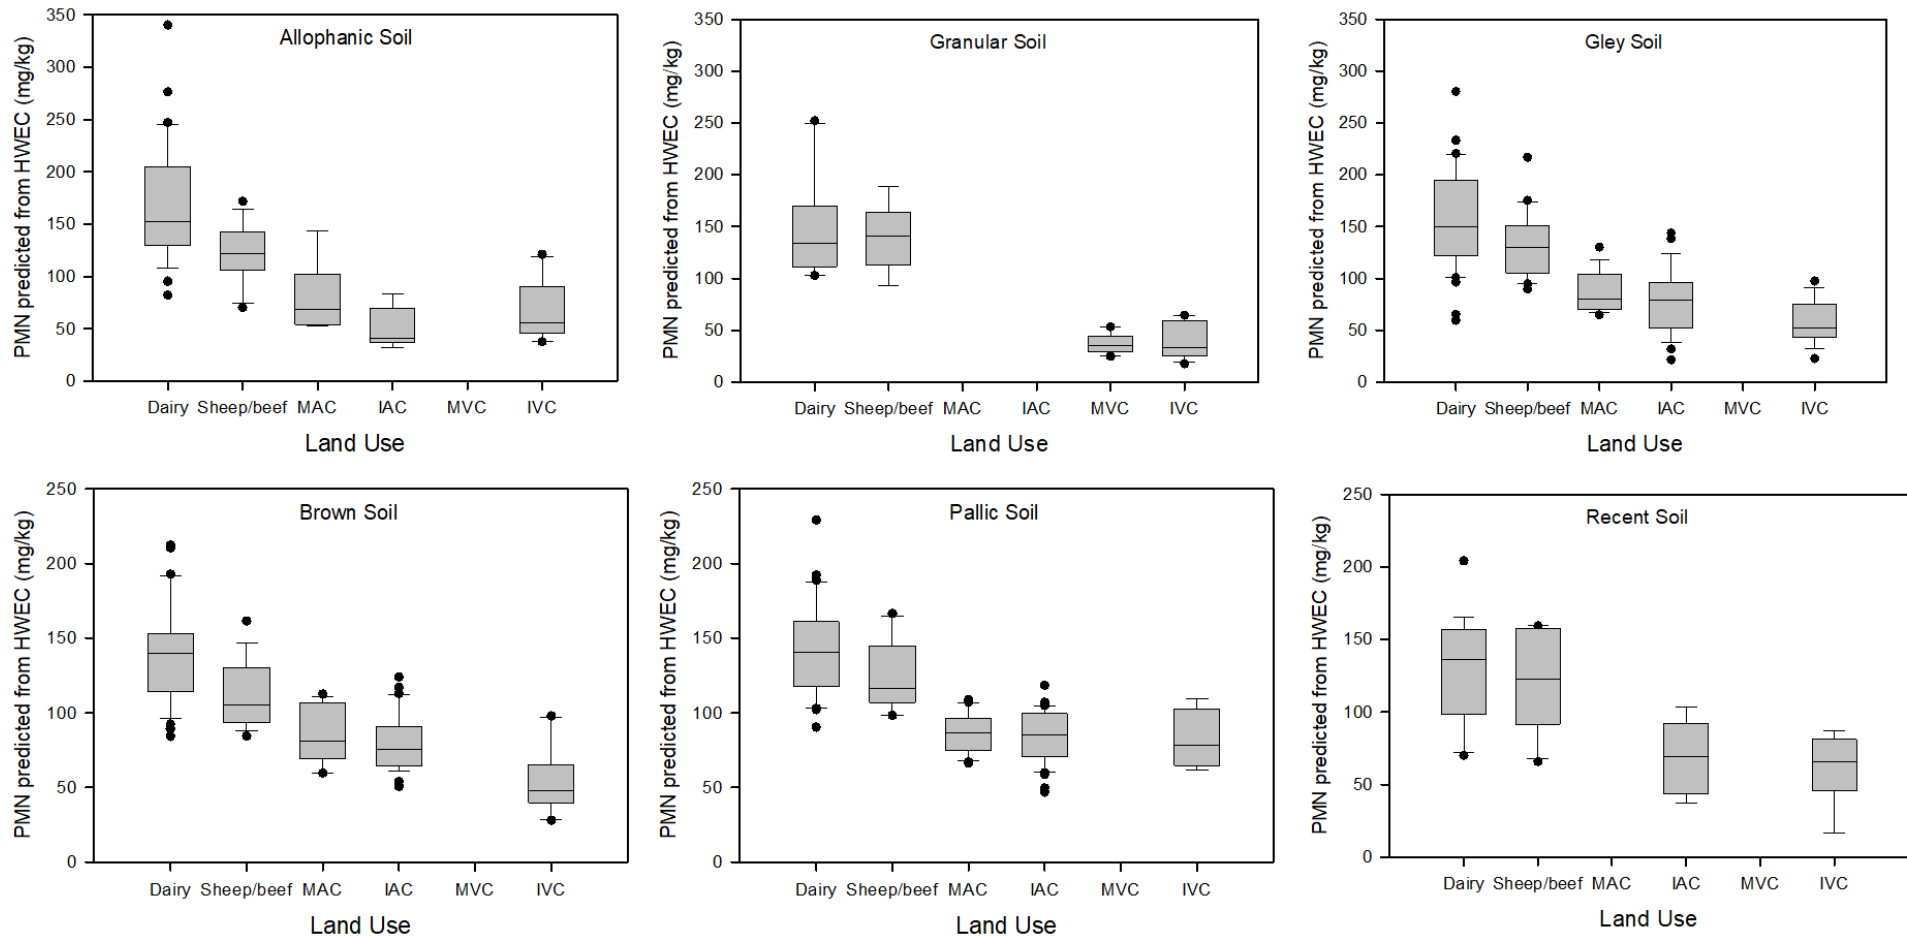 Allophanic Soil
PMN predicted from HWEC (mg/kg)
350
300
250
200
150
100
50
0
Dairy Sheep/beef MAC IAC MVC IVC
Land Use
Granular Soil
PMN predicted from HWEC (mg/kg)
350
300
250
200
150
100
50
0
Dairy Sheep/beef MAC IAC MVC IVC
Land Use
Gley Soil
PMN predicted from HWEC (mg/kg)
350
300
250
200
150
100
50
0
Dairy Sheep/beef MAC IAC MVC IVC
Land Use
Brown Soil
PMN predicted from HWEC (mg/kg)
250
200
150
100
50
0
Dairy Sheep/beef MAC IAC MVC IVC
Land Use
Pallic Soil
PMN predicted from HWEC (mg/kg)
250
200
150
100
50
0
Dairy Sheep/beef MAC IAC MVC IVC
Land Use
Recent Soil
PMN predicted from HWEC (mg/kg)
250
200
150
100
50
0
Dairy Sheep/beef MAC IAC MVC IVC
Land Use